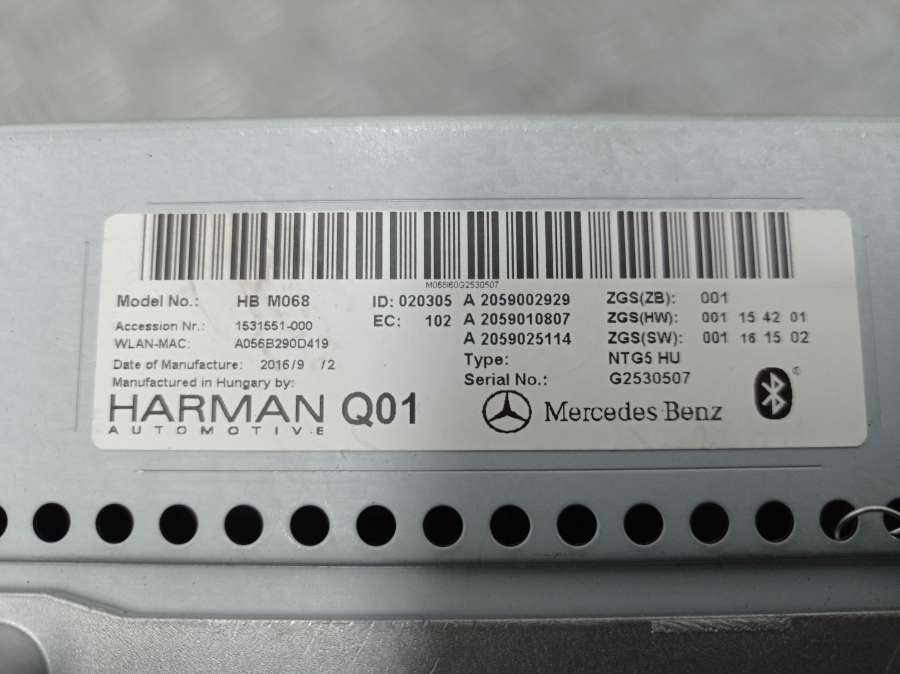 M068I60G2530507
Model No.: HB M068 ID: 020305 A 2059002929 ZGS(ZB): 001
Accession Nr.: 1531551-000 EC: 102 A 2059010807 ZGS(HW): 001 15 42 01
WLAN-MAC: A056B290D419 A 2059025114 ZGS(SW): 001 16 15 02
Date of Manufacture: 2016/9 /2 Type: NTG5 HU
Manufactured in Hungary by: Serial No.: G2530507
HARMAN Q01 Mercedes-Benz
AUTOMOTIVE